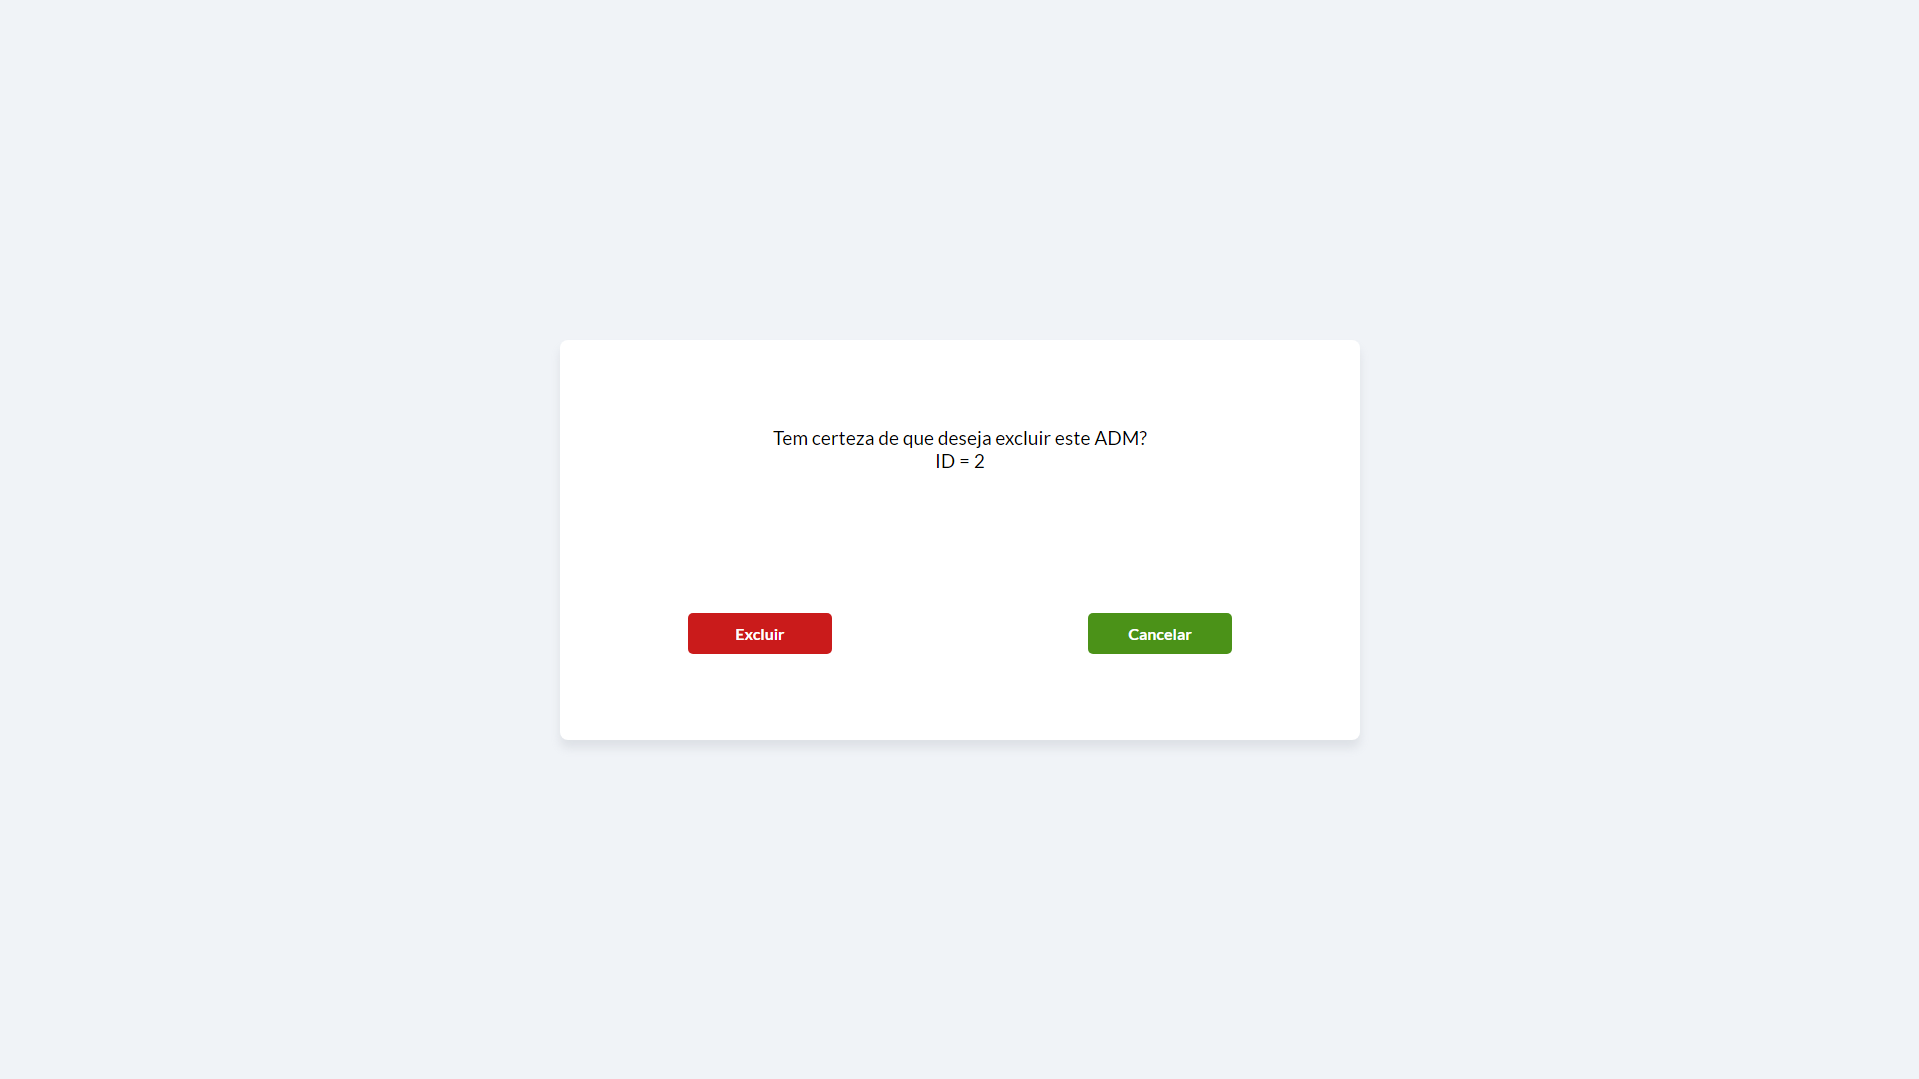 Tem certeza de que deseja excluir este ADM?
ID = 2
Excluir
Cancelar